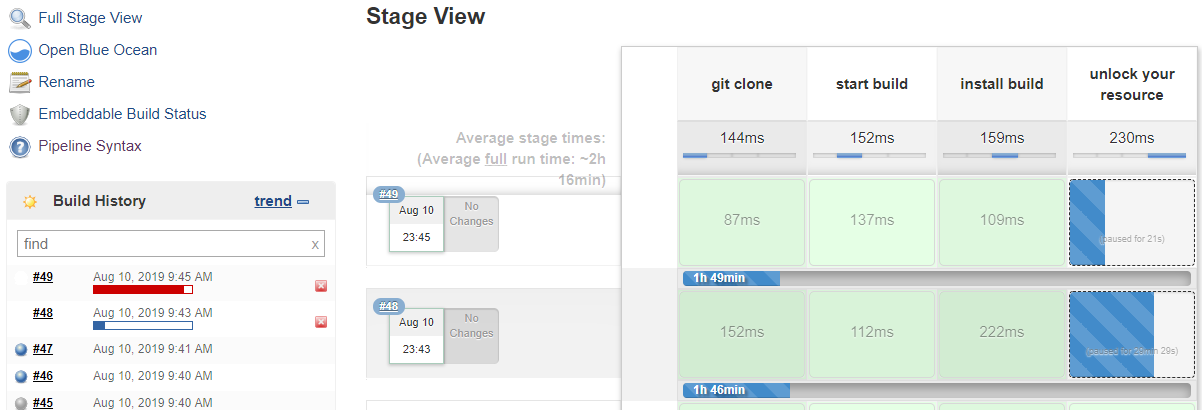 Full Stage View
Open Blue Ocean
Rename
Embeddable Build Status
Pipeline Syntax
Build History
trend
find
x
#49
Aug 10, 2019 9:45 AM
#48
Aug 10, 2019 9:43 AM
#47
Aug 10, 2019 9:41 AM
#46
Aug 10, 2019 9:40 AM
#45
Aug 10, 2019 9:40 AM
Stage View
Average stage times:
(Average full run time: ~2h
16min)
git clone
start build
install build
unlock your
resource
144ms
152ms
159ms
230ms
#49
Aug 10
23:45
No
Changes
87ms
137ms
109ms
(paused for 21s)
1h 49min
#48
Aug 10
23:43
No
Changes
152ms
112ms
222ms
(paused for 29min 29s)
1h 46min